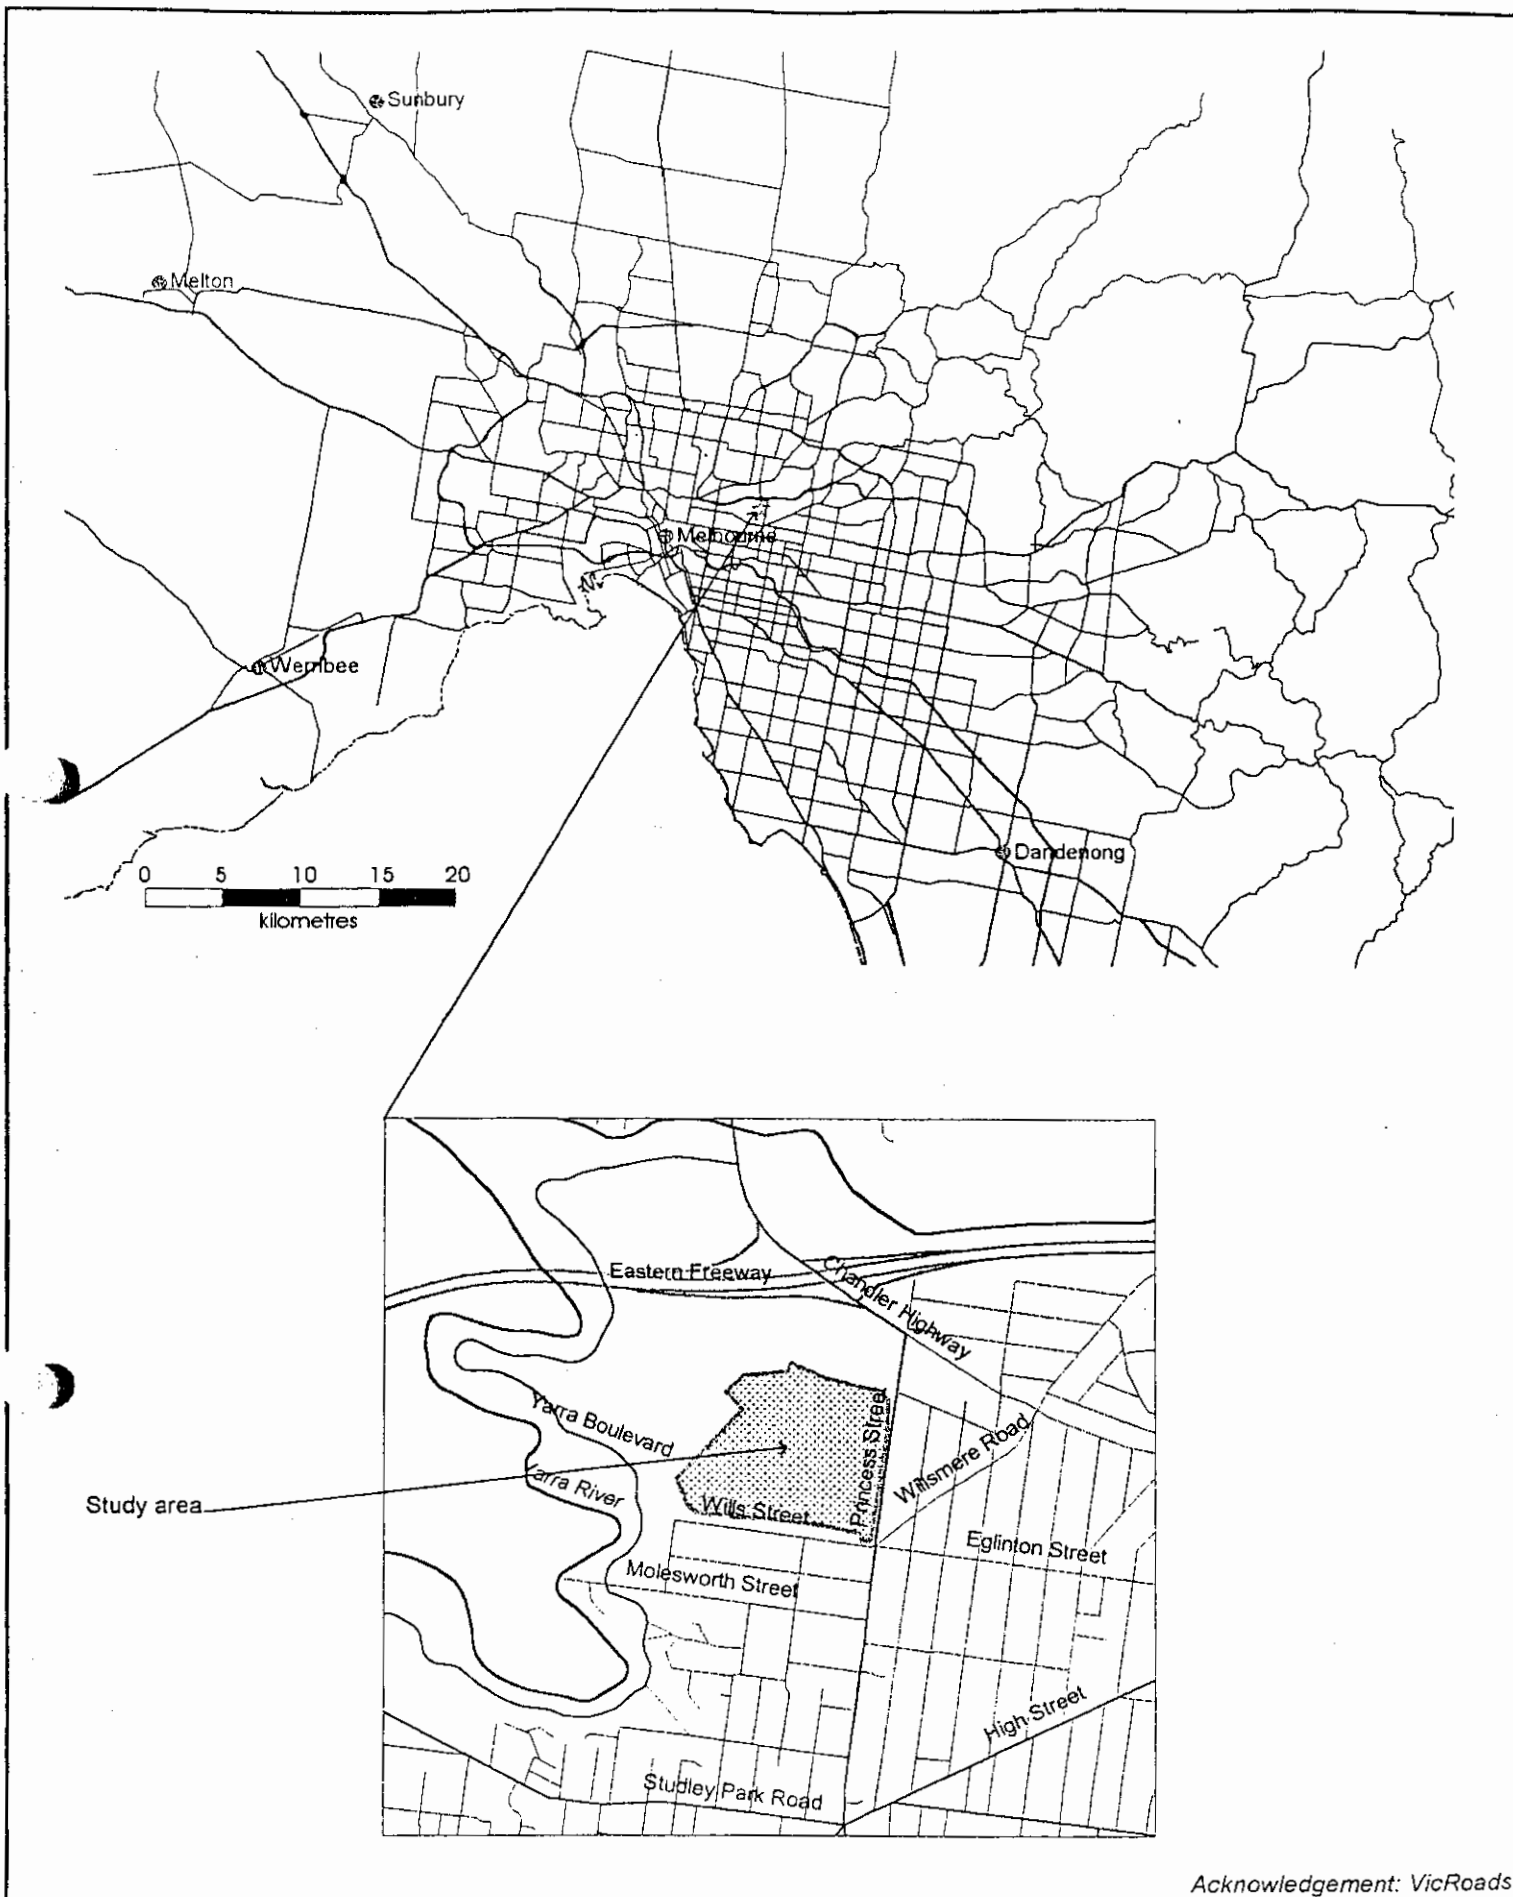 Sunbury
Melton
Melbourne
Werribee
Dandenong
0 5 10 15 20
kilometres
Eastern Freeway
Chandler Highway
Yarra Boulevard
Princess Street
Willsmere Road
Yarra River
Study area
Wills Street
Eglinton Street
Molesworth Street
High Street
Studley Park Road
Acknowledgement: VicRoads